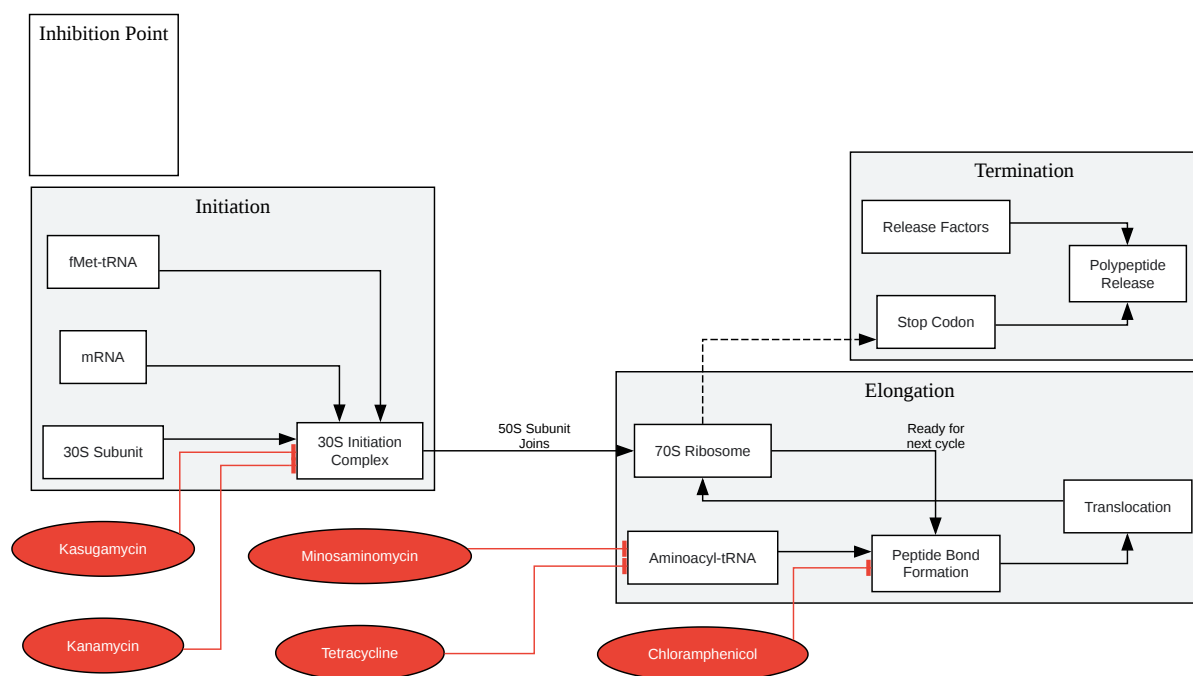 Inhibition Point
Initiation
fMet-tRNA
mRNA
30S Subunit
30S Initiation
Complex
50S Subunit
Joins
Termination
Release Factors
Polypeptide
Release
Stop Codon
Elongation
70S Ribosome
Ready for
next cycle
Translocation
Aminoacyl-tRNA
Peptide Bond
Formation
Kasugamycin
Minosaminomycin
Kanamycin
Tetracycline
Chloramphenicol